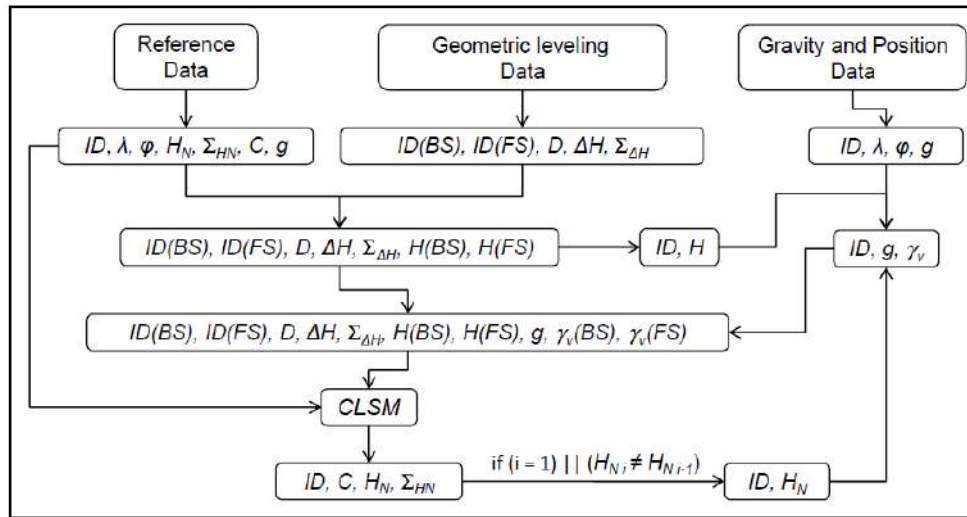 Reference
Data
Geometric leveling
Data
Gravity and Position
Data
ID, λ, φ, H_N, Σ_HN, C, g
ID(BS), ID(FS), D, ΔH, Σ_ΔH
ID, λ, φ, g
ID(BS), ID(FS), D, ΔH, Σ_ΔH, H(BS), H(FS)
ID, H
ID, g, γ_v
ID(BS), ID(FS), D, ΔH, Σ_ΔH, H(BS), H(FS), g, γ_v(BS), γ_v(FS)
CLSM
if (i = 1) || (H_N i ≠ H_N i-1)
ID, C, H_N, Σ_HN
ID, H_N